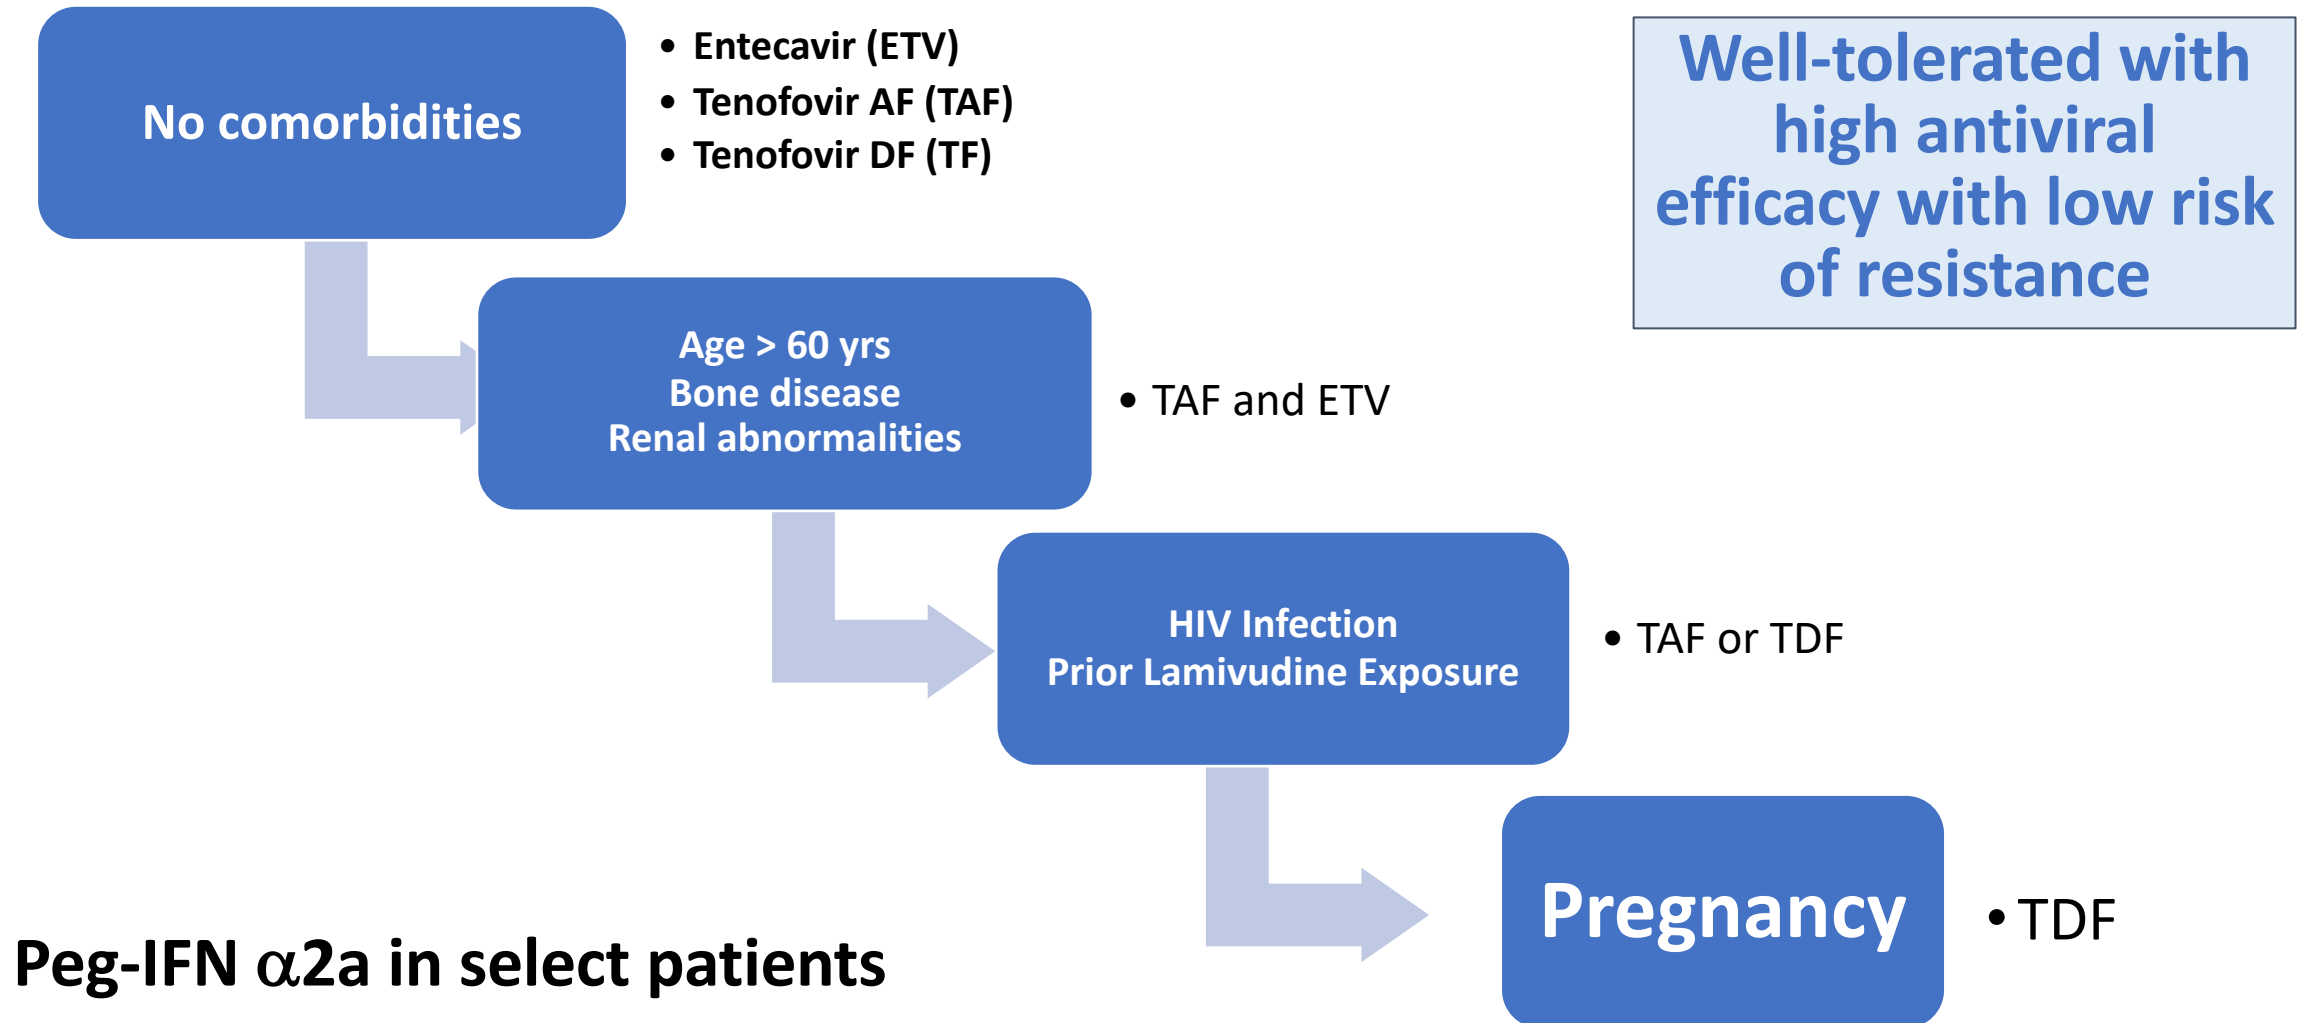 No comorbidities
• Entecavir (ETV)
• Tenofovir AF (TAF)
• Tenofovir DF (TF)
Well-tolerated with
high antiviral
efficacy with low risk
of resistance
Age > 60 yrs
Bone disease
Renal abnormalities
• TAF and ETV
HIV Infection
Prior Lamivudine Exposure
• TAF or TDF
Pregnancy
• TDF
Peg-IFN α2a in select patients